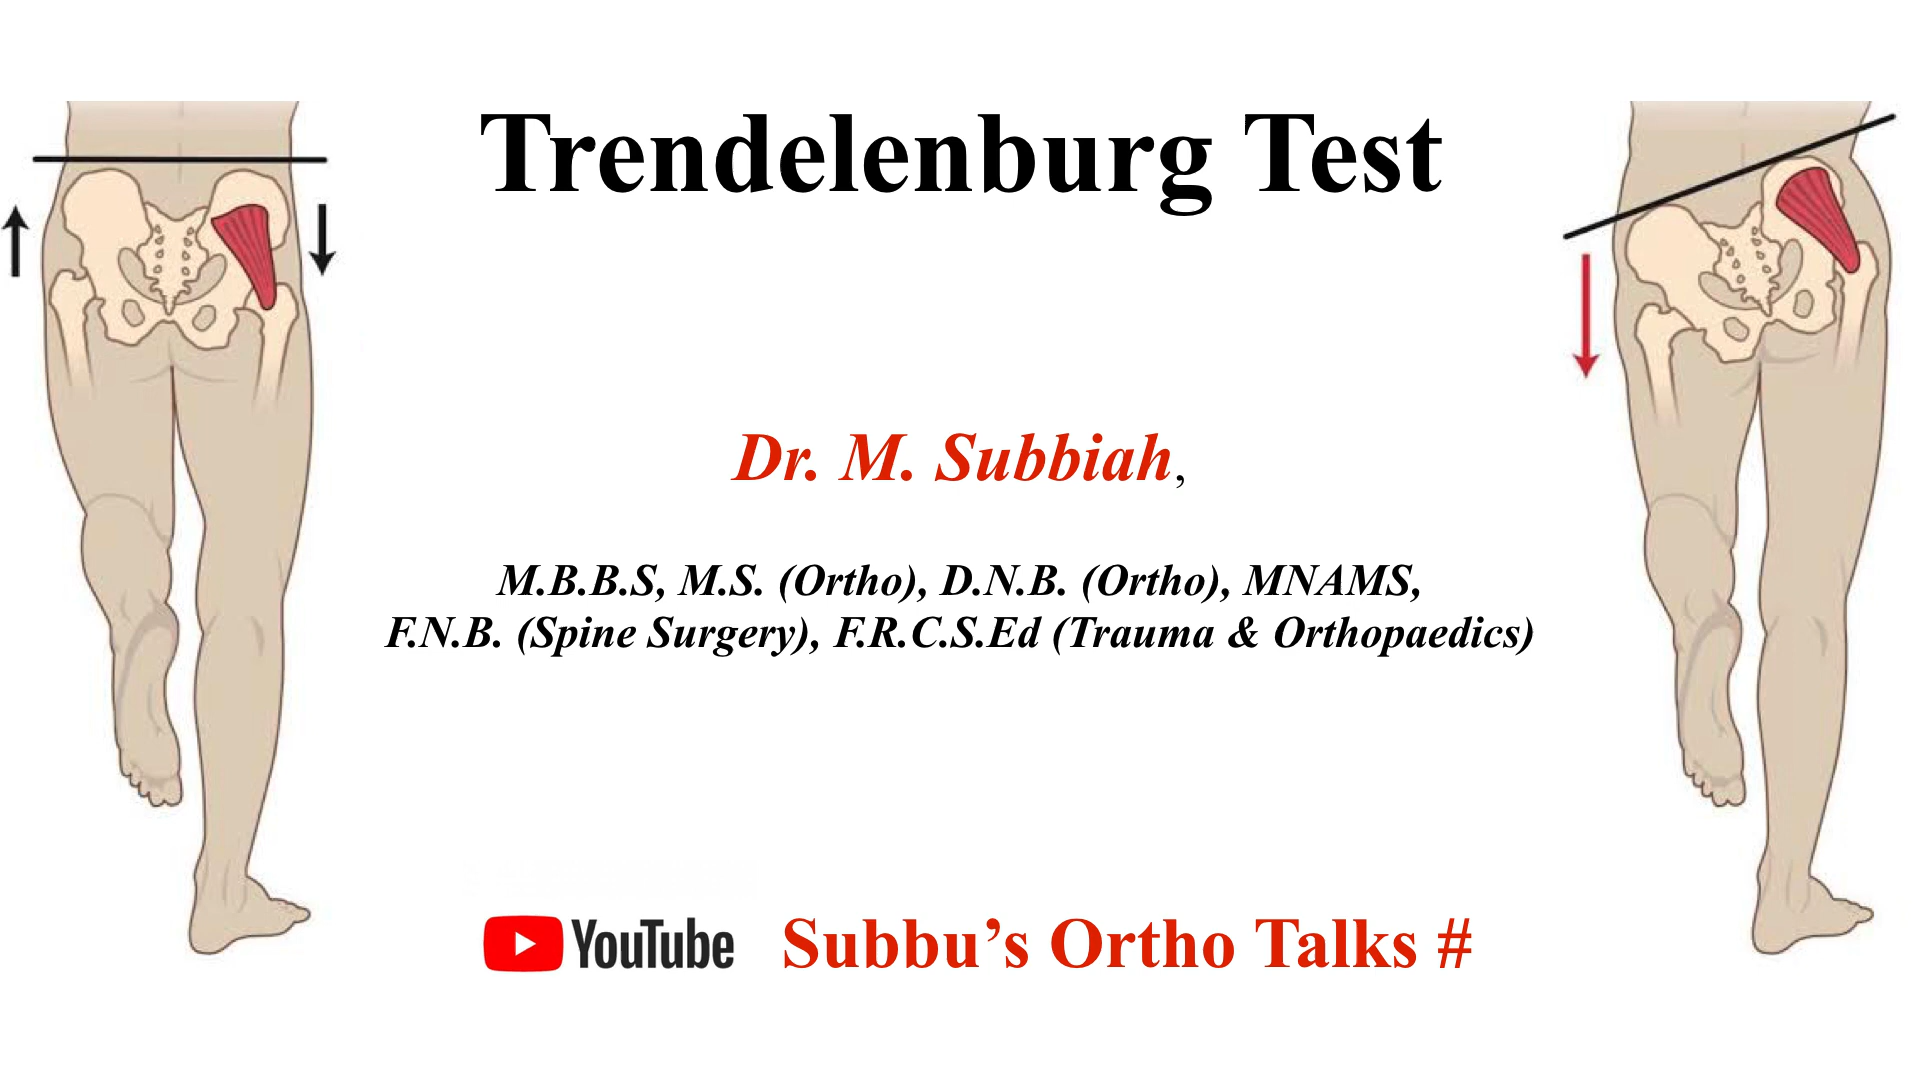 Trendelenburg Test
Dr. M. Subbiah,
M.B.B.S, M.S. (Ortho), D.N.B. (Ortho), MNAMS,
F.N.B. (Spine Surgery), F.R.C.S.Ed (Trauma & Orthopaedics)
YouTube Subbu’s Ortho Talks #